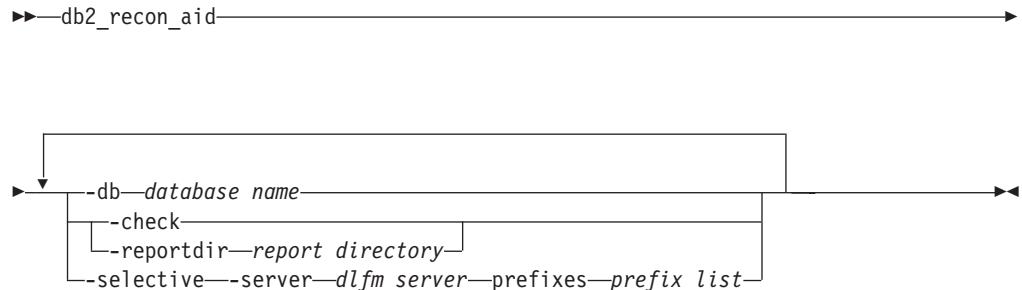 db2_recon_aid
-db database name
-check
-reportdir report directory
-selective -server dlfm server prefixes prefix list